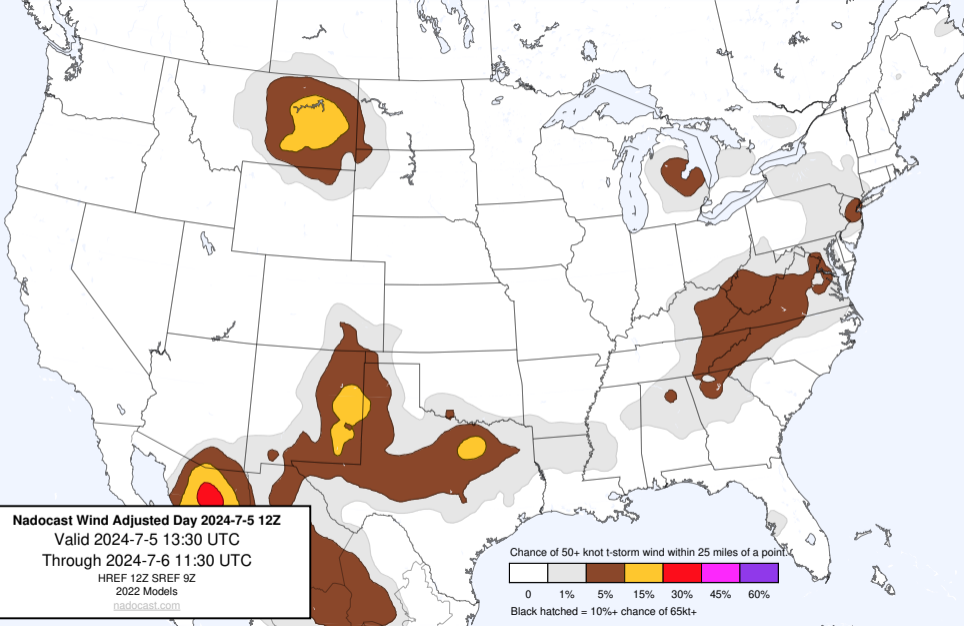 Nadocast Wind Adjusted Day 2024-7-5 12Z
Valid 2024-7-5 13:30 UTC
Through 2024-7-6 11:30 UTC
HREF 12Z SREF 9Z
2022 Models
nadocast.com
Chance of 50+ knot t-storm wind within 25 miles of a point.
0 1% 5% 15% 30% 45% 60%
Black hatched = 10%+ chance of 65kt+